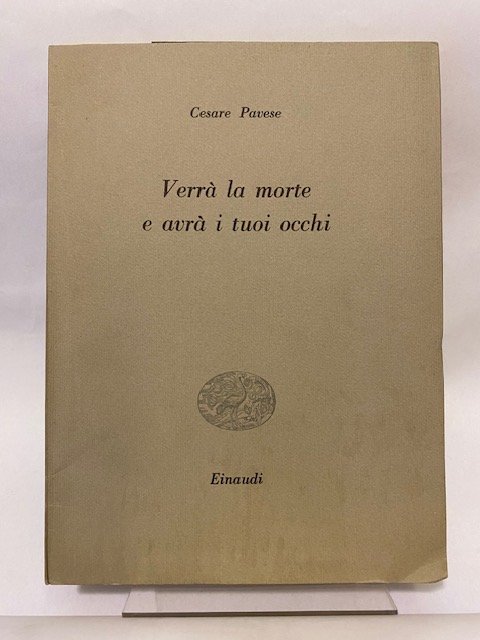 Cesare Pavese
Verrà la morte
e avrà i tuoi occhi
Einaudi